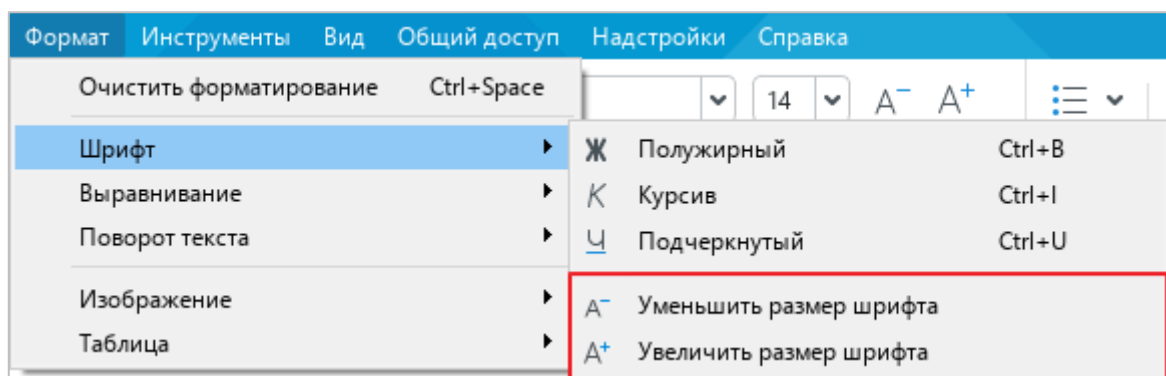 Формат Инструменты Вид Общий доступ Надстройки Справка
Очистить форматирование Ctrl+Space
14 A⁻ A⁺
Шрифт
Ж Полужирный Ctrl+B
Выравнивание
К Курсив Ctrl+I
Поворот текста
Ч Подчеркнутый Ctrl+U
Изображение
A⁻ Уменьшить размер шрифта
Таблица
A⁺ Увеличить размер шрифта